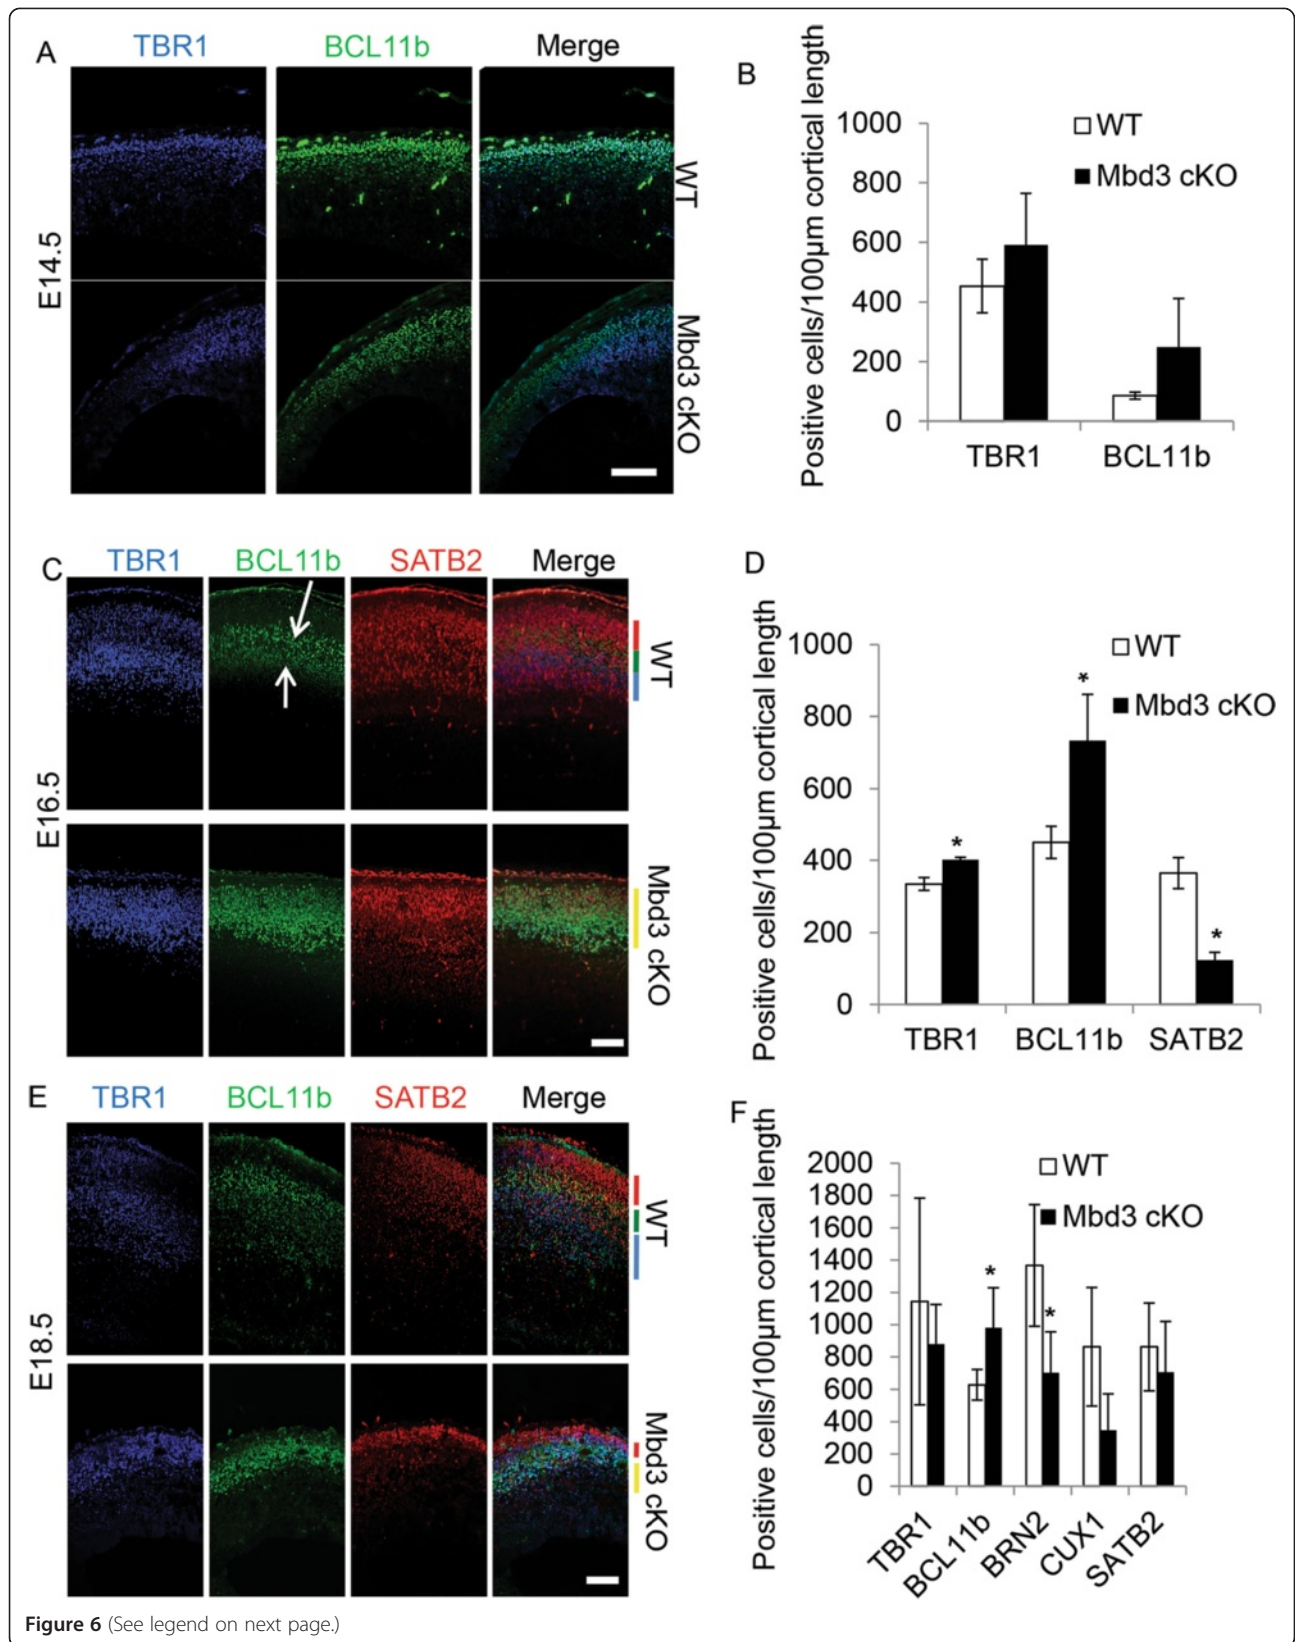 A
TBR1 BCL11b Merge
E14.5
WT
Mbd3 cKO
B
Positive cells/100µm cortical length
1000
800
600
400
200
0
WT
Mbd3 cKO
TBR1 BCL11b
C
TBR1 BCL11b SATB2 Merge
E16.5
WT
Mbd3 cKO
D
Positive cells/100µm cortical length
1000
800
600
400
200
0
WT
Mbd3 cKO
*
*
*
TBR1 BCL11b SATB2
E
TBR1 BCL11b SATB2 Merge
E18.5
WT
Mbd3 cKO
F
Positive cells/100µm cortical length
2000
1800
1600
1400
1200
1000
800
600
400
200
0
WT
Mbd3 cKO
*
*
TBR1 BCL11b BRN2 CUX1 SATB2
Figure 6 (See legend on next page.)